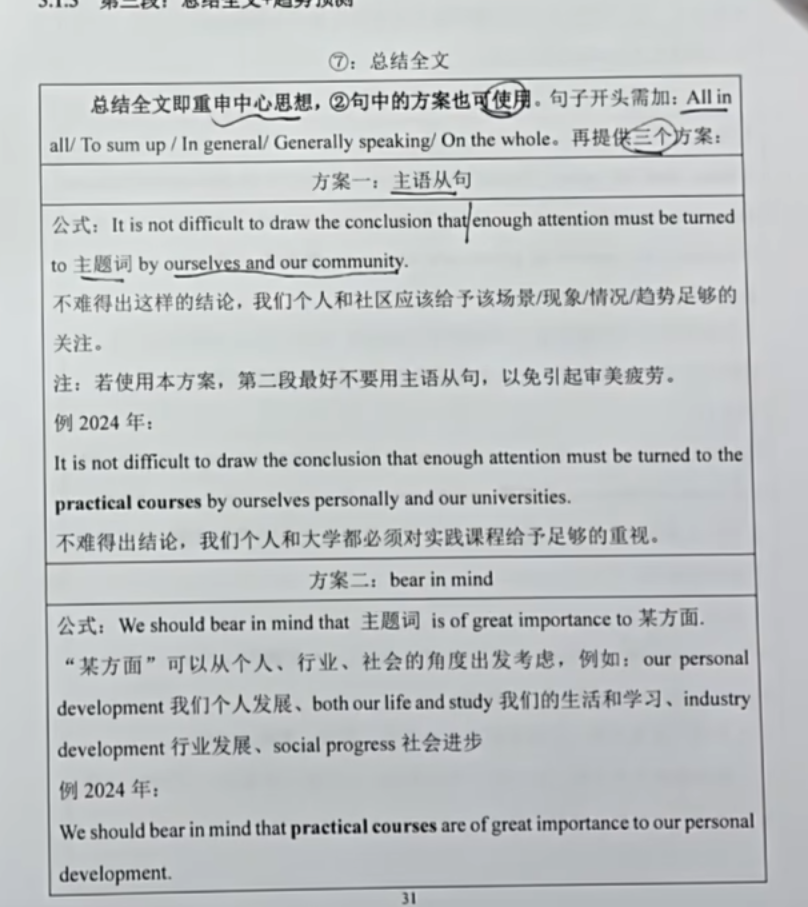 3.1.3 第三段：总结全文+趋势预测
⑦：总结全文
总结全文即重申中心思想，②句中的方案也可使用。句子开头需加：All in
all/ To sum up / In general/ Generally speaking/ On the whole。再提供三个方案：
方案一：主语从句
公式：It is not difficult to draw the conclusion that enough attention must be turned
to 主题词 by ourselves and our community.
不难得出这样的结论，我们个人和社区应该给予该场景/现象/情况/趋势足够的
关注。
注：若使用本方案，第二段最好不要用主语从句，以免引起审美疲劳。
例 2024 年：
It is not difficult to draw the conclusion that enough attention must be turned to the
practical courses by ourselves personally and our universities.
不难得出结论，我们个人和大学都必须对实践课程给予足够的重视。
方案二：bear in mind
公式：We should bear in mind that 主题词 is of great importance to 某方面.
“某方面”可以从个人、行业、社会的角度出发考虑，例如：our personal
development 我们个人发展、both our life and study 我们的生活和学习、industry
development 行业发展、social progress 社会进步
例 2024 年：
We should bear in mind that practical courses are of great importance to our personal
development.
31